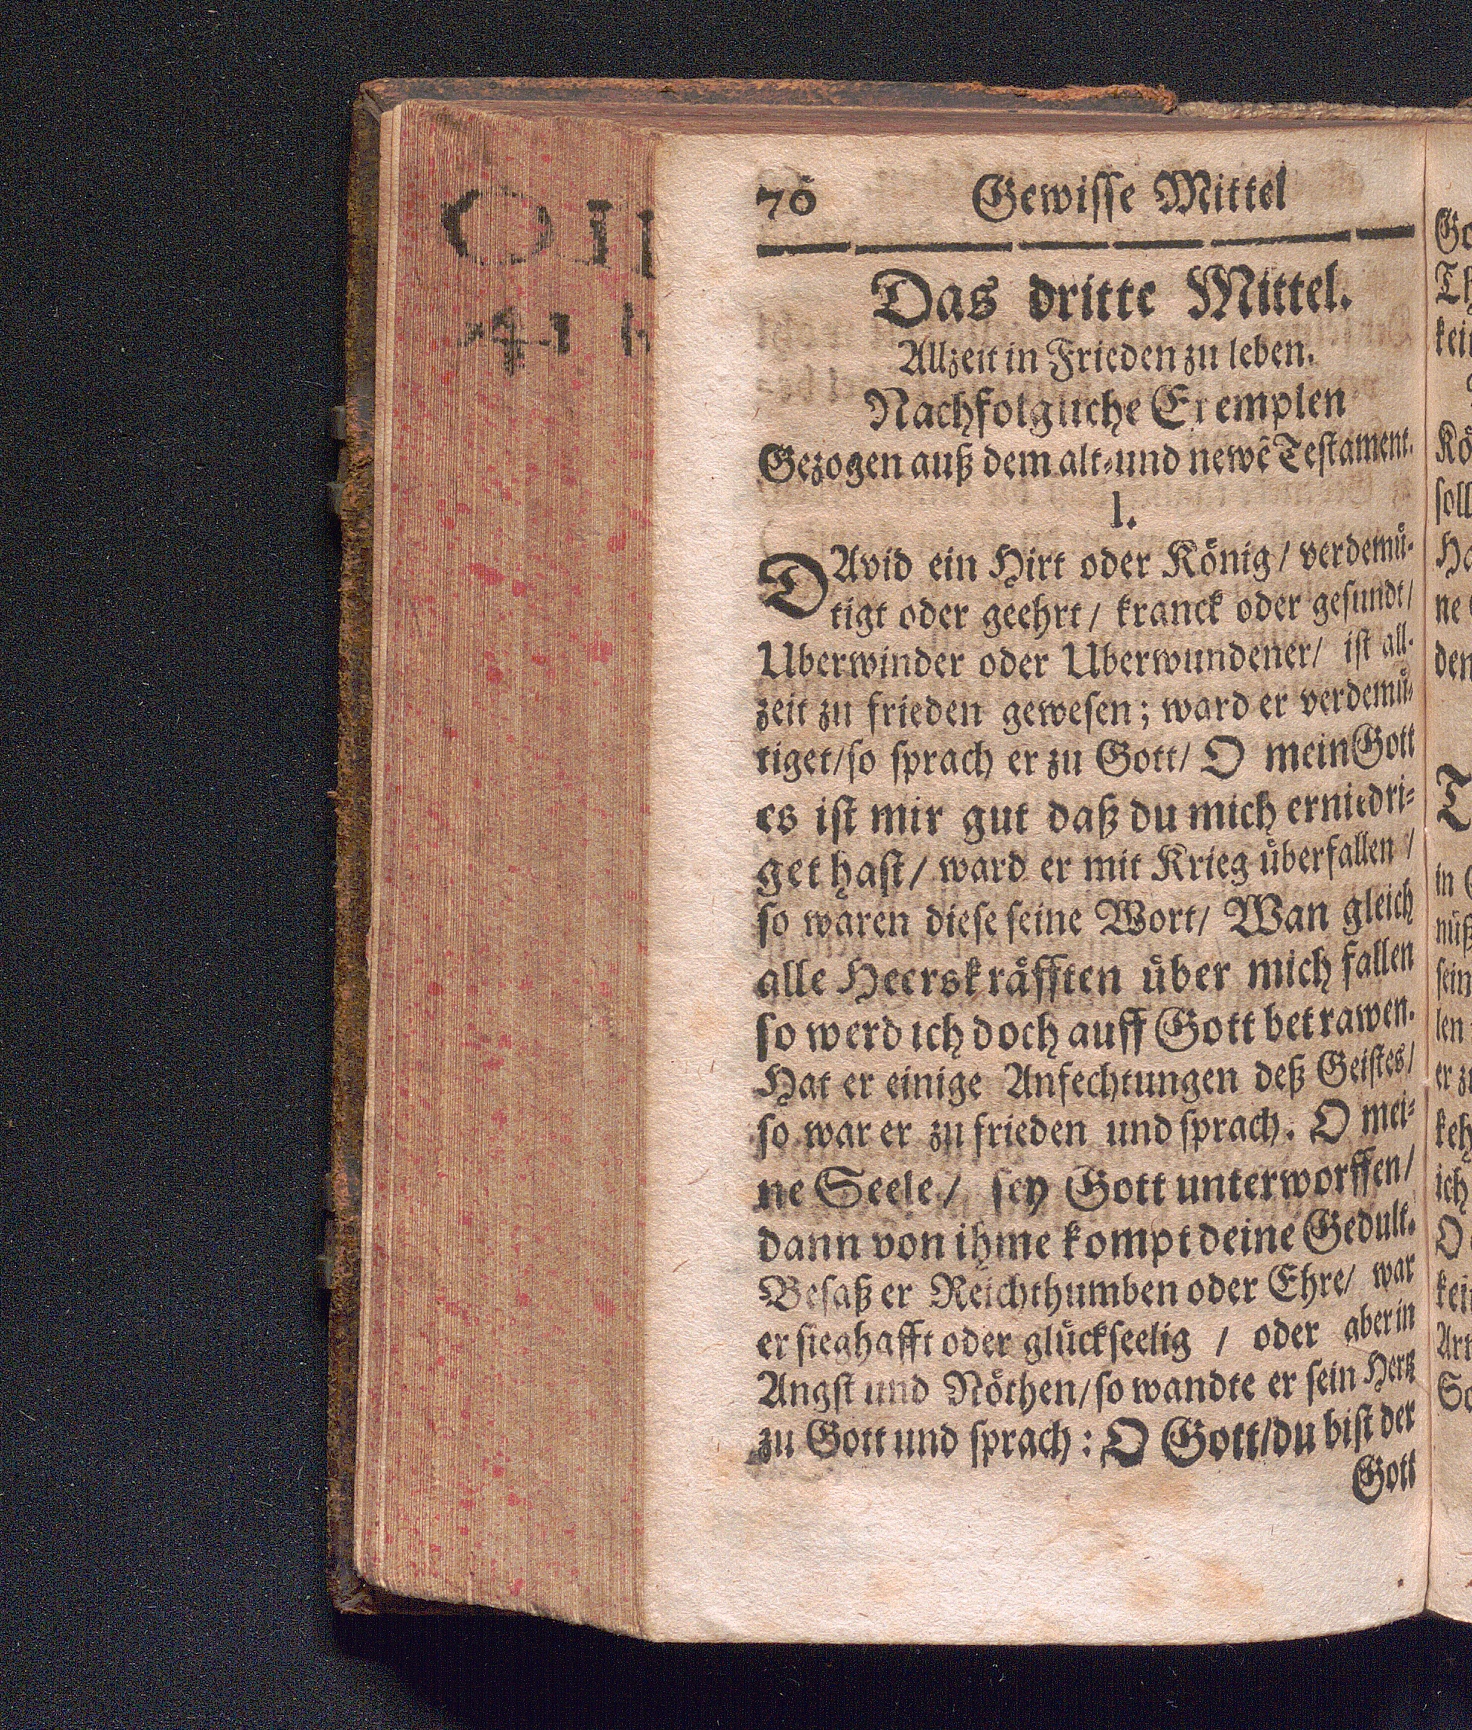 76 Gewisse Mittel
Das dritte Mittel.
Allzeit in Frieden zu leben.
Nachfolgliche Exemplen
Gezogen auß dem alt-und newẽ Testament.
I.
DAvid ein Hirt oder König/ verdemü-
tigt oder geehrt/ kranck oder gesundt/
Uberwinder oder Uberwundener/ ist all-
zeit zu frieden gewesen; ward er verdemü-
tiget/so sprach er zu Gott/ O mein Gott
es ist mir gut daß du mich erniedri-
get hast/ ward er mit Krieg überfallen/
so waren diese seine Wort/ Wan gleich
alle Heerskräfften über mich fallen
so werd ich doch auff Gott betrawen.
Hat er einige Anfechtungen deß Geistes/
so war er zu frieden und sprach. O mei-
ne Seele/ sey Gott unterworffen/
dann von ihme kompt deine Gedult.
Besaß er Reichthumben oder Ehre/ war
er sieghafft oder glückseelig / oder aber in
Angst und Nöthen/so wandte er sein Hertz
zu Gott und sprach: O Gott/du bist der
Gott